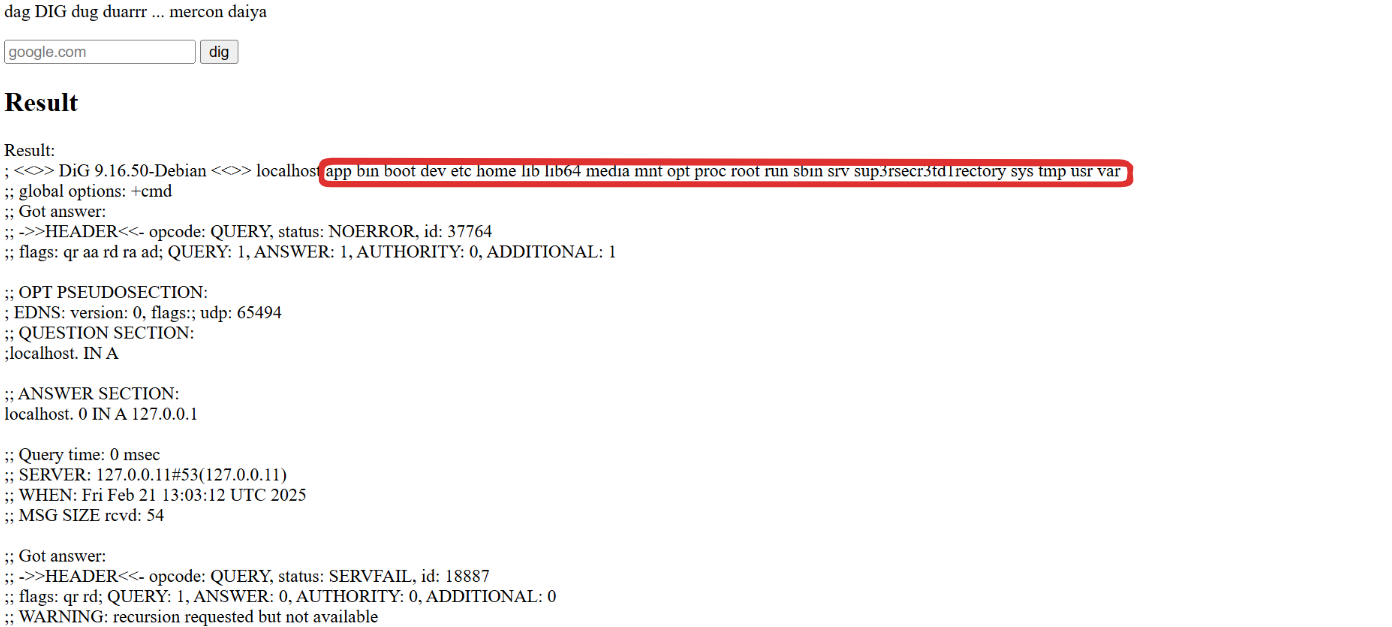 dag DIG dug duarrr ... mercon daiya
google.com dig
Result
Result:
; <<>> DiG 9.16.50-Debian <<>> localhost app bin boot dev etc home lib lib64 media mnt opt proc root run sbin srv sup3rsecr3td1rectory sys tmp usr var
;; global options: +cmd
;; Got answer:
;; ->>HEADER<<- opcode: QUERY, status: NOERROR, id: 37764
;; flags: qr aa rd ra ad; QUERY: 1, ANSWER: 1, AUTHORITY: 0, ADDITIONAL: 1
;; OPT PSEUDOSECTION:
; EDNS: version: 0, flags:; udp: 65494
;; QUESTION SECTION:
;localhost. IN A
;; ANSWER SECTION:
localhost. 0 IN A 127.0.0.1
;; Query time: 0 msec
;; SERVER: 127.0.0.11#53(127.0.0.11)
;; WHEN: Fri Feb 21 13:03:12 UTC 2025
;; MSG SIZE rcvd: 54
;; Got answer:
;; ->>HEADER<<- opcode: QUERY, status: SERVFAIL, id: 18887
;; flags: qr rd; QUERY: 1, ANSWER: 0, AUTHORITY: 0, ADDITIONAL: 0
;; WARNING: recursion requested but not available